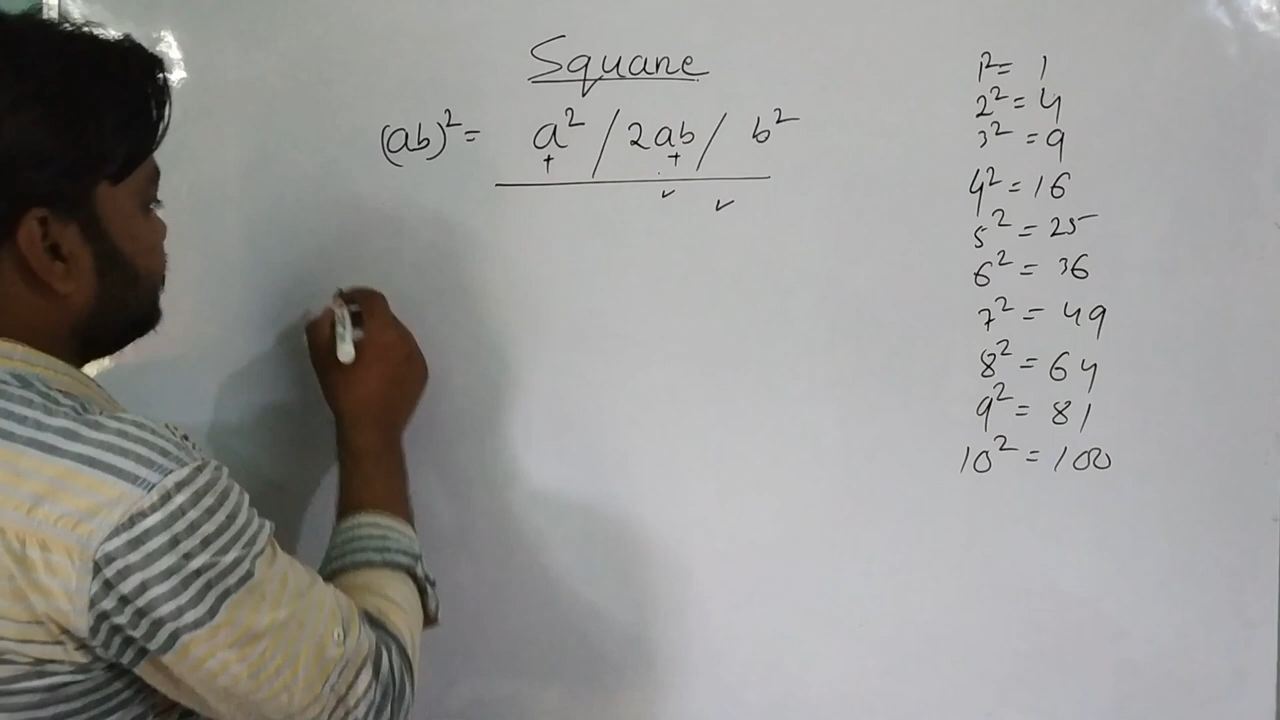 Square
(ab)² = a² / 2ab / b²
+ +
✓ ✓
1² = 1
2² = 4
3² = 9
4² = 16
5² = 25
6² = 36
7² = 49
8² = 64
9² = 81
10² = 100